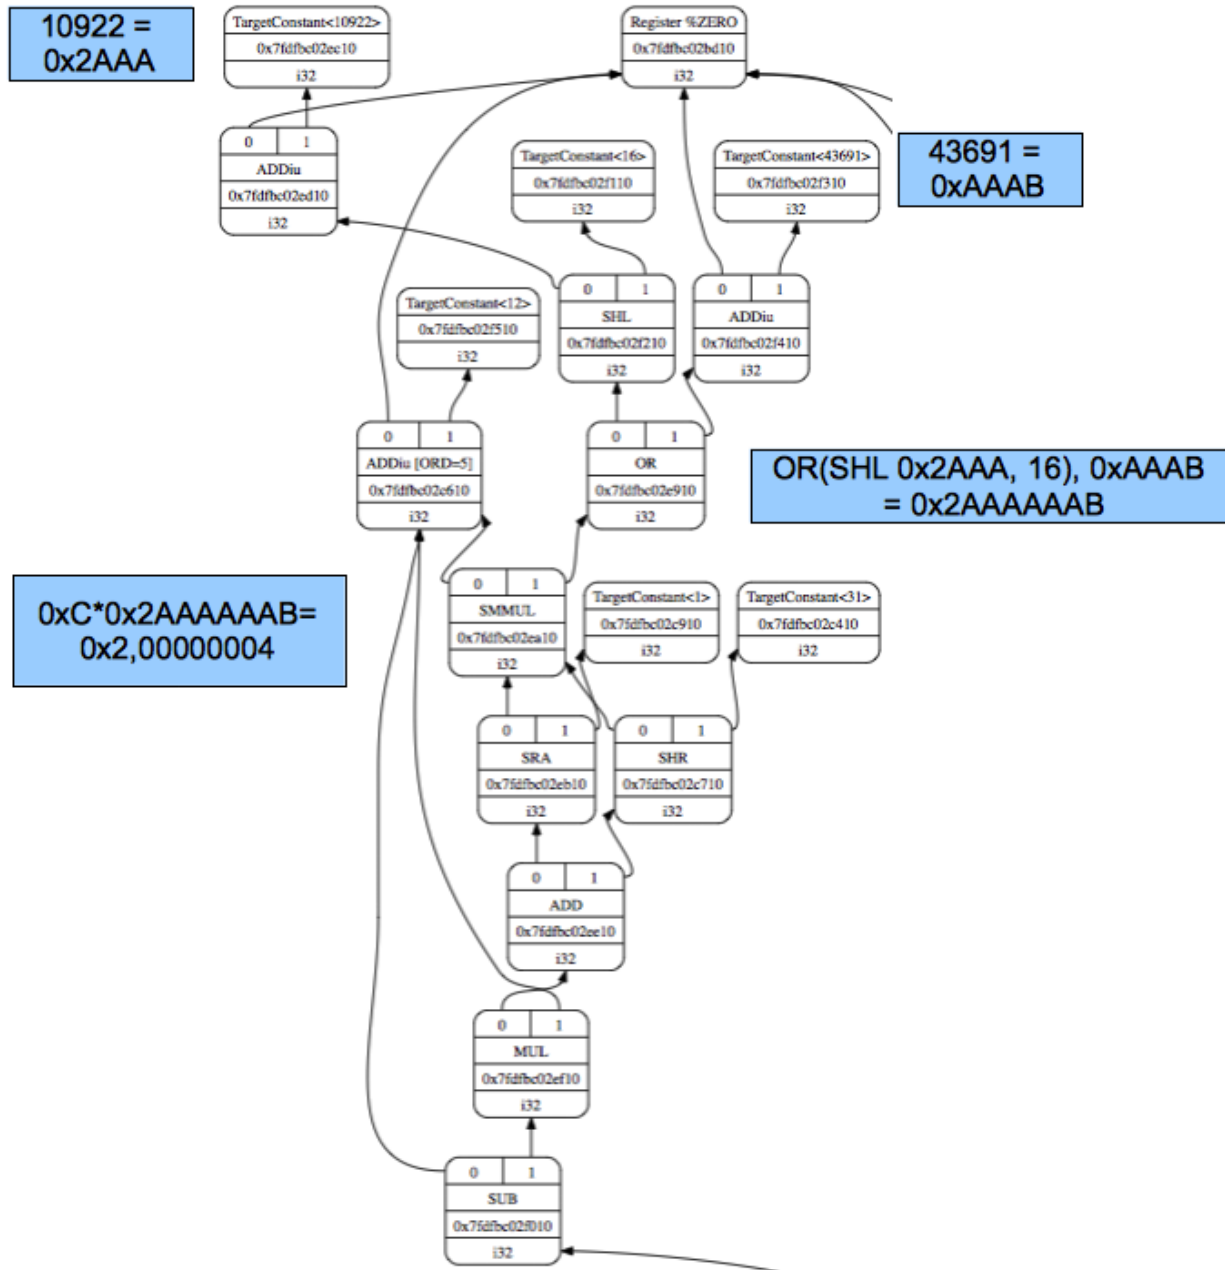 10922 =
0x2AAA
TargetConstant<10922>
0x7fdfbc02ec10
i32
Register %ZERO
0x7fdfbc02bd10
i32
0 1
ADDiu
0x7fdfbc02ed10
i32
TargetConstant<16>
0x7fdfbc02f110
i32
TargetConstant<43691>
0x7fdfbc02f310
i32
43691 =
0xAAAB
TargetConstant<12>
0x7fdfbc02f510
i32
0 1
SHL
0x7fdfbc02f210
i32
0 1
ADDiu
0x7fdfbc02f410
i32
0 1
ADDiu [ORD=5]
0x7fdfbc02c610
i32
0 1
OR
0x7fdfbc02e910
i32
OR(SHL 0x2AAA, 16), 0xAAAB
= 0x2AAAAAAB
0xC*0x2AAAAAAB=
0x2,00000004
0 1
SMMUL
0x7fdfbc02ea10
i32
TargetConstant<1>
0x7fdfbc02c910
i32
TargetConstant<31>
0x7fdfbc02c410
i32
0 1
SRA
0x7fdfbc02eb10
i32
0 1
SHR
0x7fdfbc02c710
i32
0 1
ADD
0x7fdfbc02ee10
i32
0 1
MUL
0x7fdfbc02ef10
i32
0 1
SUB
0x7fdfbc02f010
i32